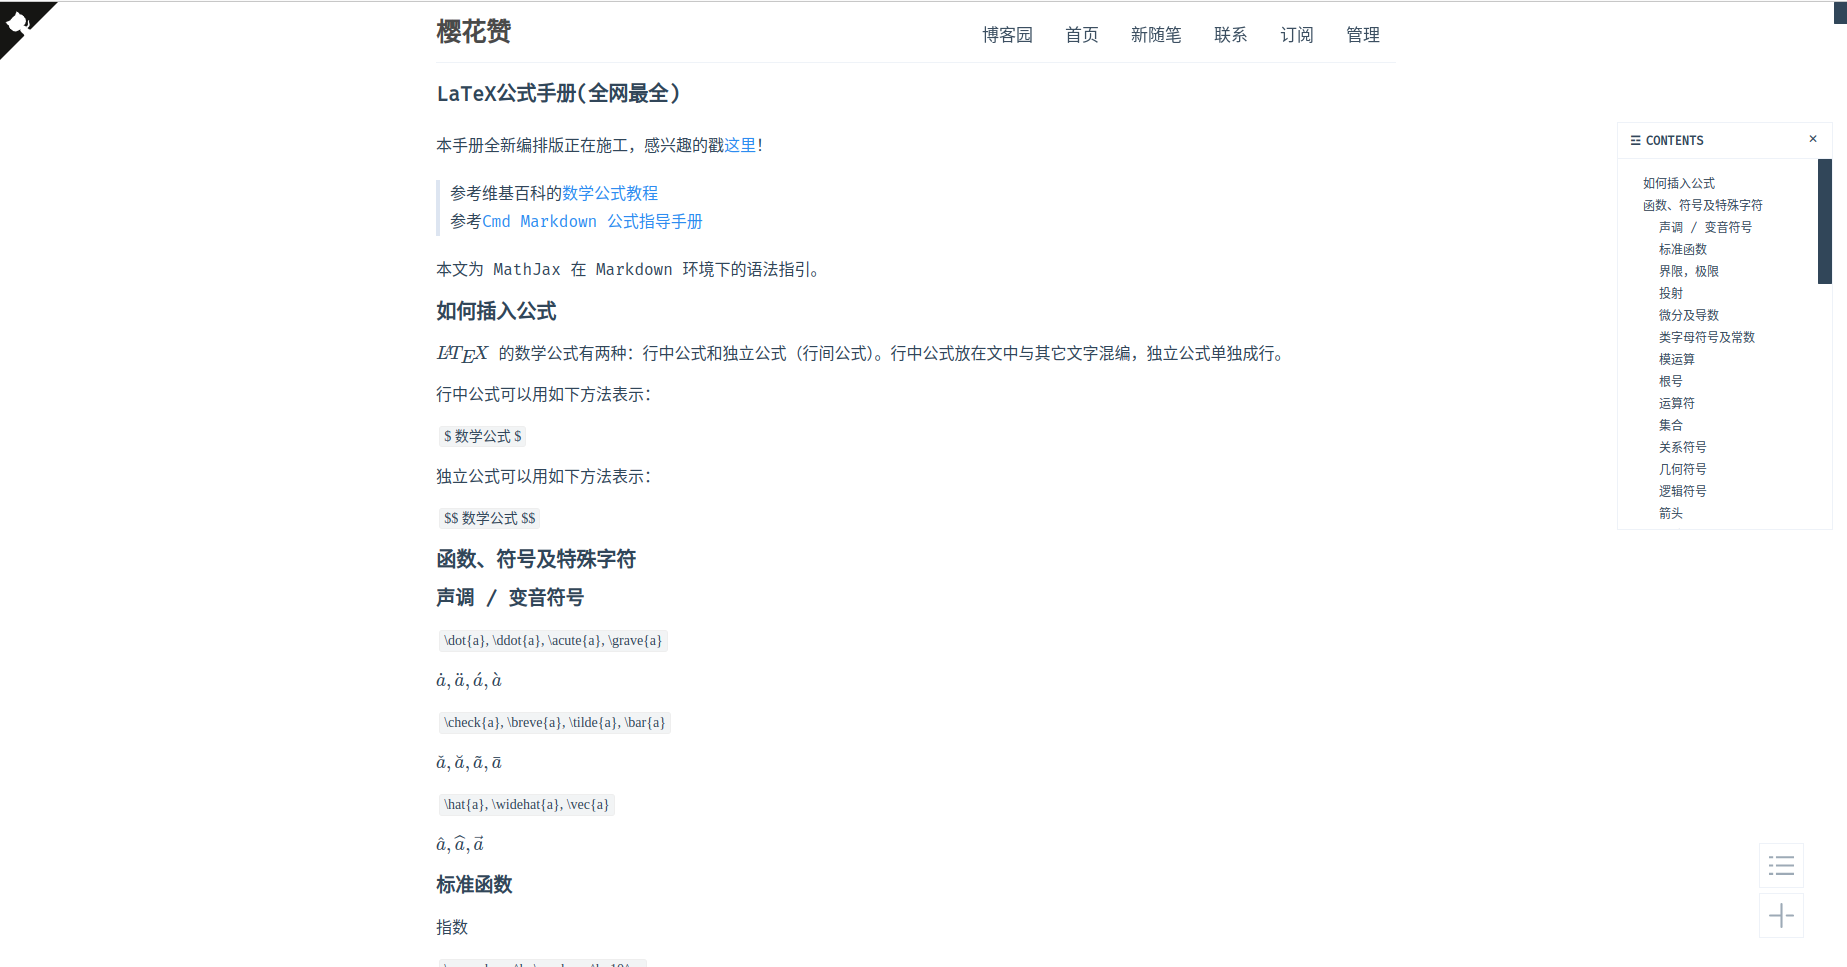 樱花赞
博客园 首页 新随笔 联系 订阅 管理
LaTeX公式手册(全网最全)
本手册全新编排版正在施工，感兴趣的戳这里！
参考维基百科的数学公式教程
参考Cmd Markdown 公式指导手册
本文为 MathJax 在 Markdown 环境下的语法指引。
如何插入公式
LATEX 的数学公式有两种：行中公式和独立公式（行间公式）。行中公式放在文中与其它文字混编，独立公式单独成行。
行中公式可以用如下方法表示：
$ 数学公式 $
独立公式可以用如下方法表示：
$$ 数学公式 $$
函数、符号及特殊字符
声调 / 变音符号
\dot{a}, \ddot{a}, \acute{a}, \grave{a}
ȧ, ä, á, à
\check{a}, \breve{a}, \tilde{a}, \bar{a}
ǎ, ă, ã, ā
\hat{a}, \widehat{a}, \vec{a}
â, â, a⃗
标准函数
指数
☰ CONTENTS ×
如何插入公式
函数、符号及特殊字符
声调 / 变音符号
标准函数
界限，极限
投射
微分及导数
类字母符号及常数
模运算
根号
运算符
集合
关系符号
几何符号
逻辑符号
箭头